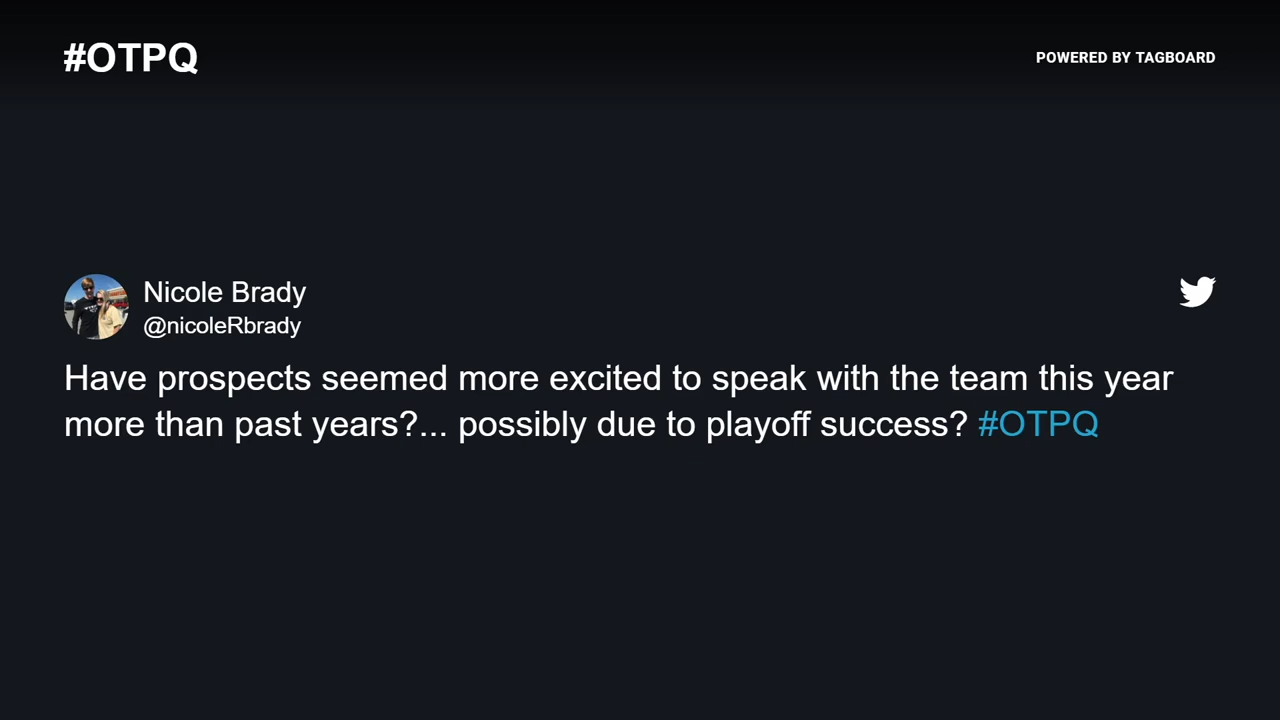 #OTPQ
POWERED BY TAGBOARD
Nicole Brady
@nicoleRbrady
Have prospects seemed more excited to speak with the team this year
more than past years?... possibly due to playoff success? #OTPQ